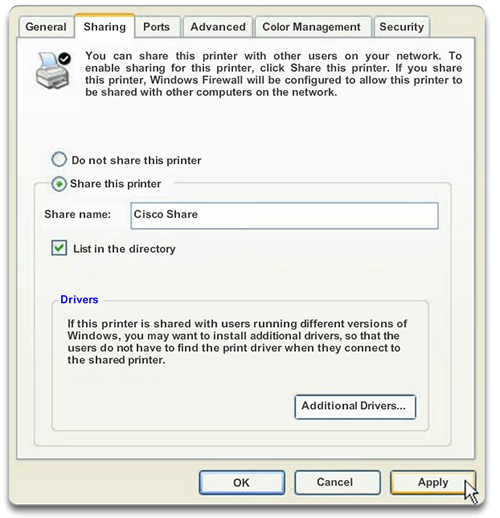 General
Sharing
Ports
Advanced
Color Management
Security
You can share this printer with other users on your network. To
enable sharing for this printer, click Share this printer. If you share
this printer, Windows Firewall will be configured to allow this printer to
be shared with other computers on the network.
Do not share this printer
Share this printer
Share name: Cisco Share
List in the directory
Drivers
If this printer is shared with users running different versions of
Windows, you may want to install additional drivers, so that the
users do not have to find the print driver when they connect to
the shared printer.
Additional Drivers...
OK
Cancel
Apply